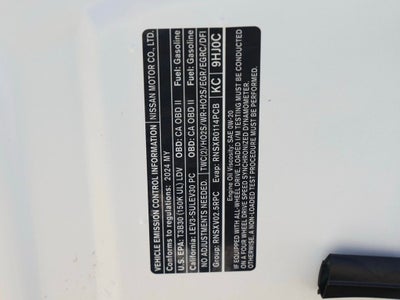 VEHICLE EMISSION CONTROL INFORMATION NISSAN MOTOR CO., LTD.
Conforms to regulations: 2024 MY
U.S. EPA: T3B30 LDGK ULLJ LDV OBD: CA OBD II Fuel: Gasoline
California: LEV3-SULEV30 PC OBD: CA OBD II Fuel: Gasoline
NO ADJUSTMENTS NEEDED. TWC(2)/HO2S/WR-HO2S/EGR/EGRC/DFI
Group: RNSXV02.5RPC Evap: RNSXR0114PCB KC 9HJ0C
Engine Oil Viscosity: SAE 0W-20
IF EQUIPPED WITH ALL-WHEEL DRIVE, LOADED I/M TESTING MUST BE CONDUCTED
ON A FOUR WHEEL DRIVE SPEED SYNCHRONIZED DYNAMOMETER.
OTHERWISE A NON-LOADED TEST PROCEDURE MUST BE PERFORMED.